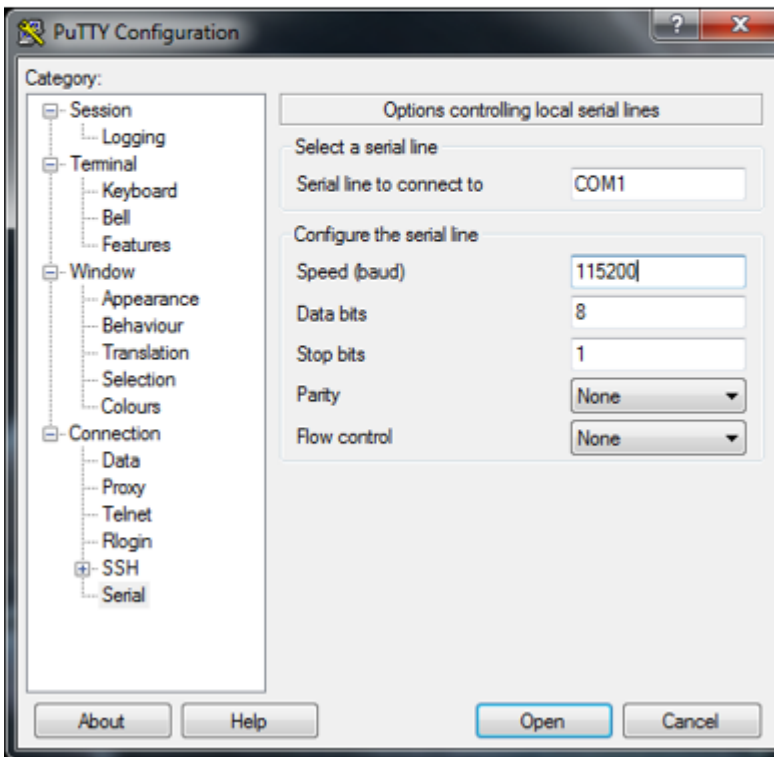 PuTTY Configuration
?
X
Category:
Session
Logging
Terminal
Keyboard
Bell
Features
Window
Appearance
Behaviour
Translation
Selection
Colours
Connection
Data
Proxy
Telnet
Rlogin
SSH
Serial
Options controlling local serial lines
Select a serial line
Serial line to connect to COM1
Configure the serial line
Speed (baud) 115200
Data bits 8
Stop bits 1
Parity None
Flow control None
About Help Open Cancel